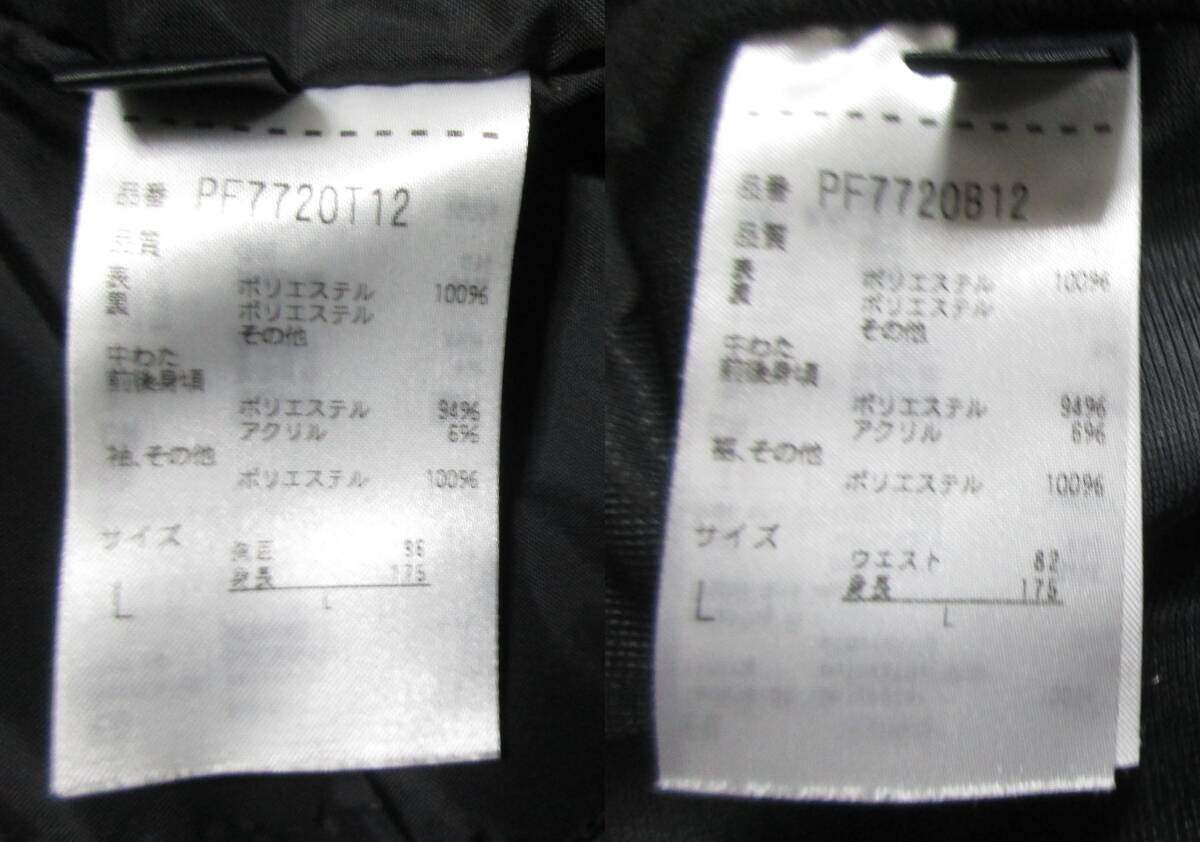 品番 PF7720T12
品質
表 ポリエステル 100%
裏 ポリエステル
その他
中わた
前後身頃
ポリエステル 94%
アクリル 6%
袖、その他
ポリエステル 100%
サイズ
胸囲 96
身長 175
L
L
品番 PF7720B12
品質
表 ポリエステル 100%
裏 ポリエステル
その他
中わた
前後身頃
ポリエステル 94%
アクリル 6%
裾、その他
ポリエステル 100%
サイズ
ウエスト 82
身長 175
L
L